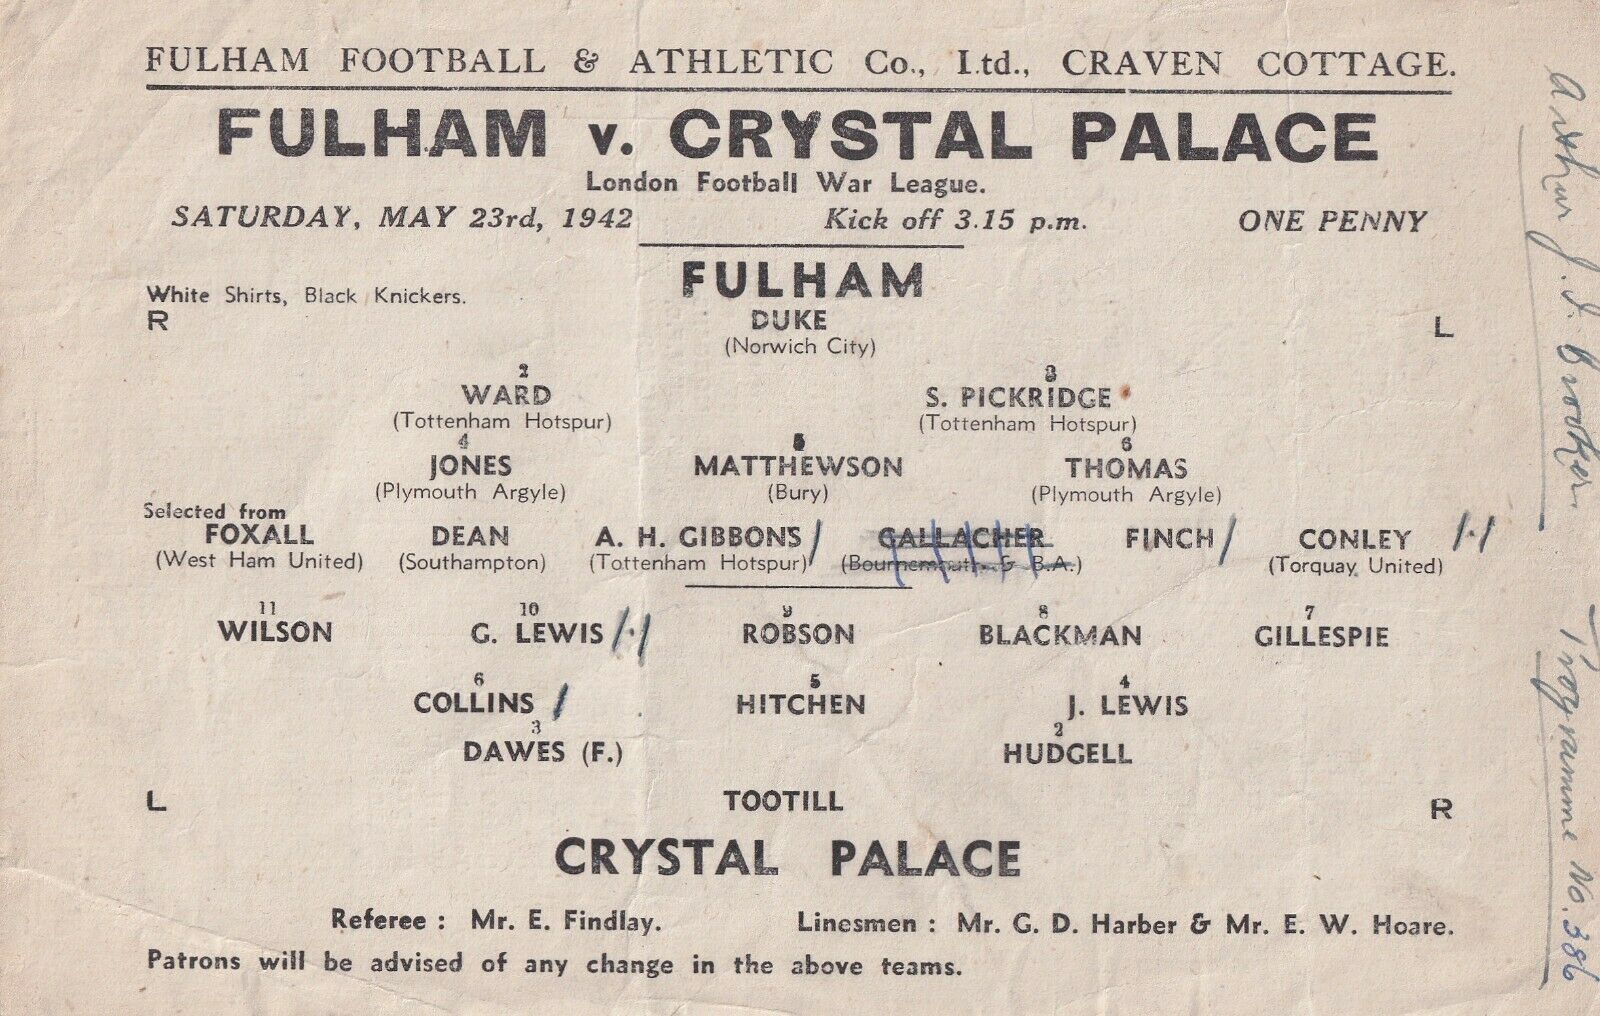 FULHAM FOOTBALL & ATHLETIC Co., Ltd., CRAVEN COTTAGE.
FULHAM v. CRYSTAL PALACE
London Football War League.
SATURDAY, MAY 23rd, 1942 Kick off 3.15 p.m. ONE PENNY
FULHAM
White Shirts, Black Knickers.
R DUKE L
(Norwich City)
2 3
WARD S. PICKRIDGE
(Tottenham Hotspur) (Tottenham Hotspur)
4 5 6
JONES MATTHEWSON THOMAS
(Plymouth Argyle) (Bury) (Plymouth Argyle)
Selected from
FOXALL DEAN A. H. GIBBONS / GALLACHER FINCH / CONLEY /·/
(West Ham United) (Southampton) (Tottenham Hotspur) (Bournemouth & B.A.) (Torquay United)
11 10 9 8 7
WILSON G. LEWIS /·/ ROBSON BLACKMAN GILLESPIE
6 5 4
COLLINS / HITCHEN J. LEWIS
3 2
DAWES (F.) HUDGELL
L TOOTILL R
CRYSTAL PALACE
Referee : Mr. E. Findlay. Linesmen : Mr. G. D. Harber & Mr. E. W. Hoare.
Patrons will be advised of any change in the above teams.
Arthur J. S. Brooker
Programme No. 386